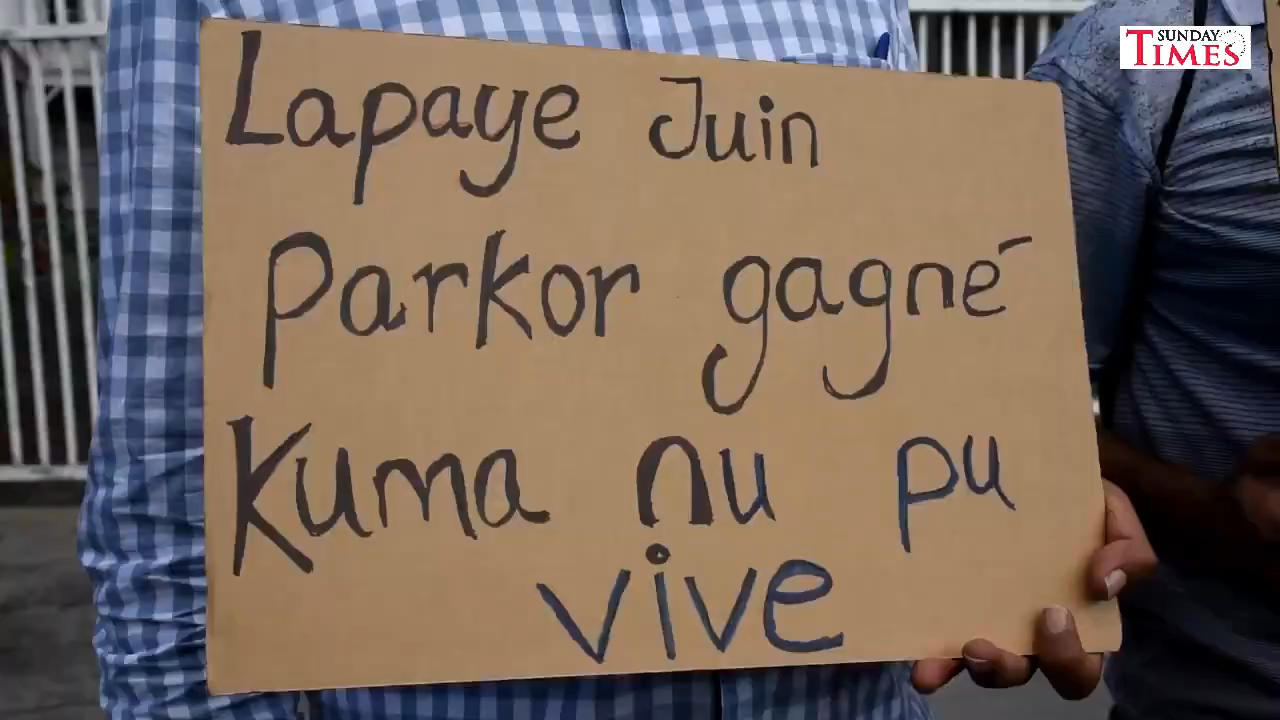 SUNDAY
TIMES
Lapaye Juin
Parkor gagné
Kuma nu pu
vive